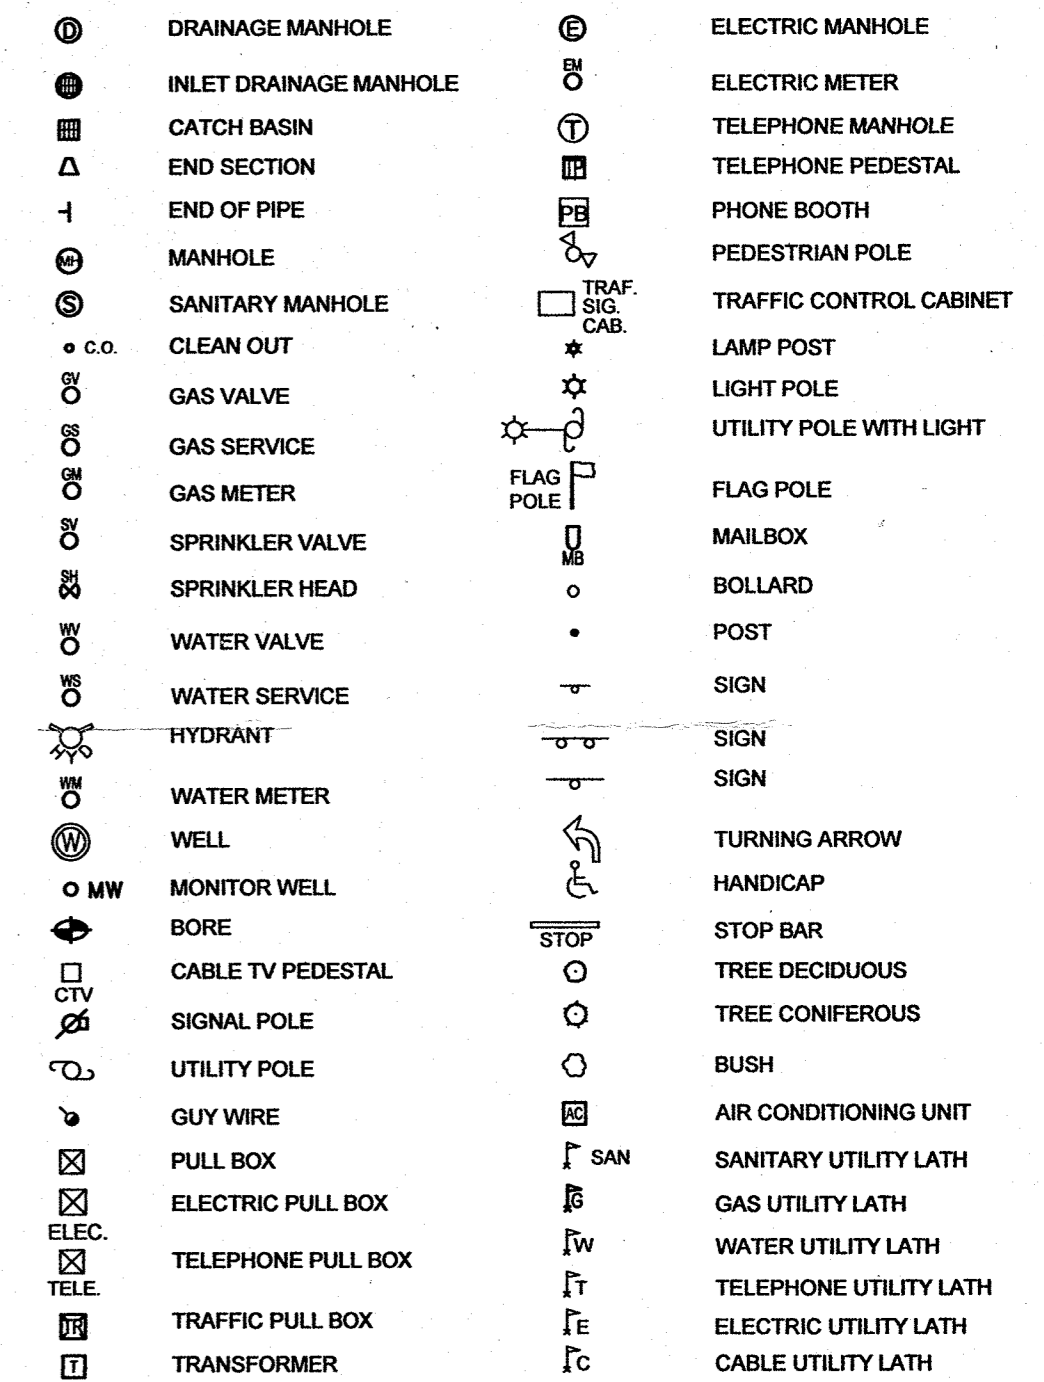 D DRAINAGE MANHOLE
INLET DRAINAGE MANHOLE
CATCH BASIN
END SECTION
END OF PIPE
MH MANHOLE
S SANITARY MANHOLE
C.O. CLEAN OUT
GV
GAS VALVE
GS
GAS SERVICE
GM
GAS METER
SV
SPRINKLER VALVE
SH
SPRINKLER HEAD
WV
WATER VALVE
WS
WATER SERVICE
HYDRANT
HYD
WM
WATER METER
W WELL
MW MONITOR WELL
BORE
CABLE TV PEDESTAL
CTV
SIGNAL POLE
UTILITY POLE
GUY WIRE
PULL BOX
ELECTRIC PULL BOX
ELEC.
TELEPHONE PULL BOX
TELE.
TR TRAFFIC PULL BOX
T TRANSFORMER
E ELECTRIC MANHOLE
EM
ELECTRIC METER
T TELEPHONE MANHOLE
TP TELEPHONE PEDESTAL
PB PHONE BOOTH
PEDESTRIAN POLE
TRAF.
SIG. TRAFFIC CONTROL CABINET
CAB.
LAMP POST
LIGHT POLE
UTILITY POLE WITH LIGHT
FLAG
POLE
FLAG POLE
MAILBOX
MB
BOLLARD
POST
SIGN
SIGN
SIGN
TURNING ARROW
HANDICAP
STOP BAR
STOP
TREE DECIDUOUS
TREE CONIFEROUS
BUSH
AC AIR CONDITIONING UNIT
SAN SANITARY UTILITY LATH
G GAS UTILITY LATH
W WATER UTILITY LATH
T TELEPHONE UTILITY LATH
E ELECTRIC UTILITY LATH
C CABLE UTILITY LATH